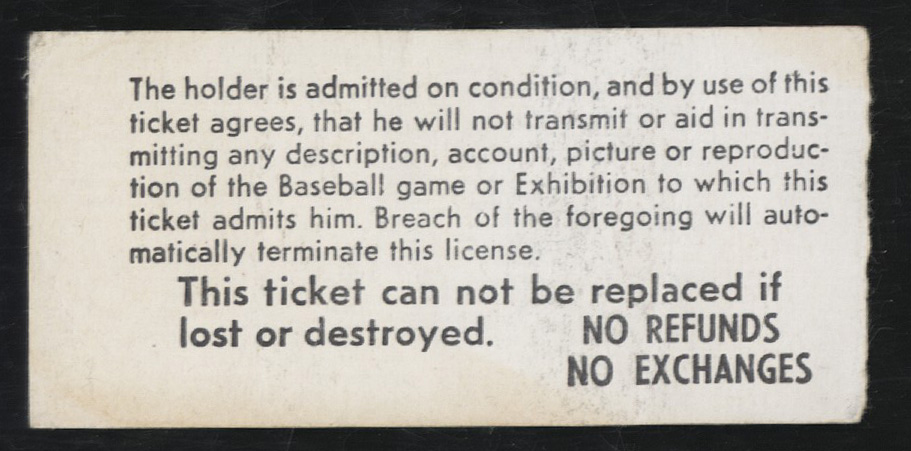 The holder is admitted on condition, and by use of this
ticket agrees, that he will not transmit or aid in trans-
mitting any description, account, picture or reproduc-
tion of the Baseball game or Exhibition to which this
ticket admits him. Breach of the foregoing will auto-
matically terminate this license.
This ticket can not be replaced if
lost or destroyed. NO REFUNDS
NO EXCHANGES